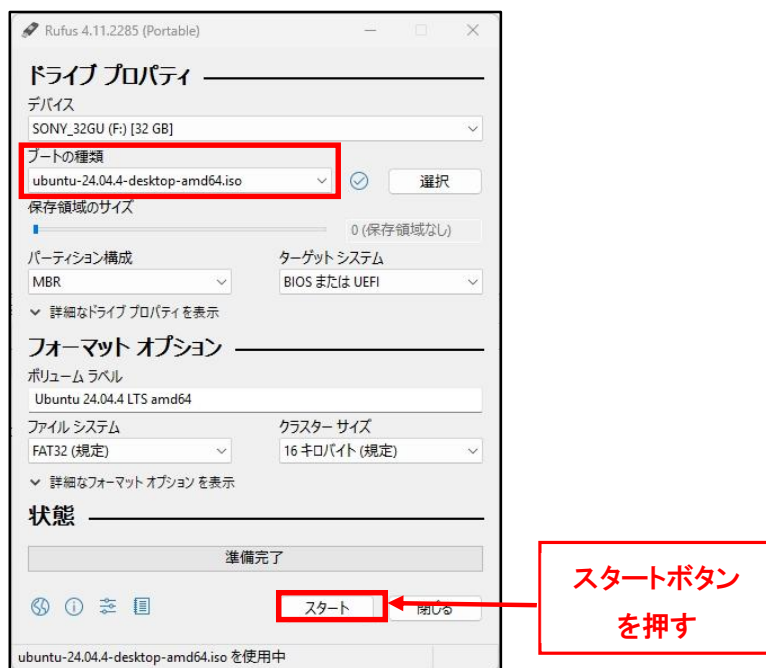 Rufus 4.11.2285 (Portable)
ドライブ プロパティ
デバイス
SONY_32GU (F:) [32 GB]
ブートの種類
ubuntu-24.04.4-desktop-amd64.iso
選択
保存領域のサイズ
0 (保存領域なし)
パーティション構成
ターゲット システム
MBR
BIOS または UEFI
詳細なドライブ プロパティを表示
フォーマット オプション
ボリューム ラベル
Ubuntu 24.04.4 LTS amd64
ファイル システム
クラスター サイズ
FAT32 (規定)
16 キロバイト (規定)
詳細なフォーマット オプション を表示
状態
準備完了
スタート
閉じる
スタートボタン
を押す
ubuntu-24.04.4-desktop-amd64.iso を使用中